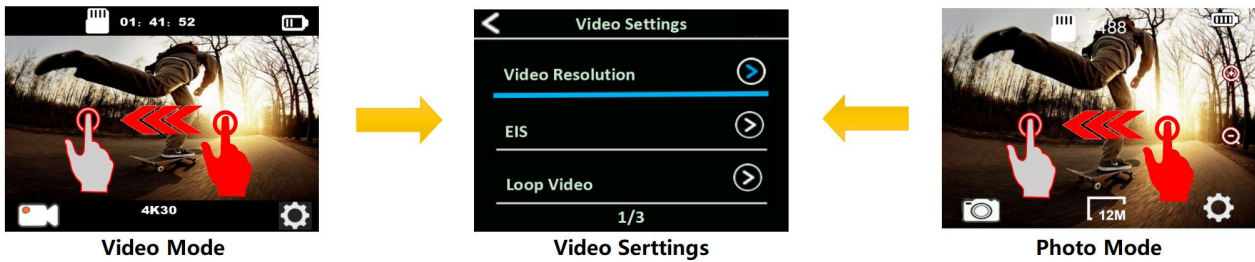 01: 41: 52
4K30
Video Mode
Video Settings
Video Resolution
EIS
Loop Video
1/3
Video Serttings
7488
12M
Photo Mode